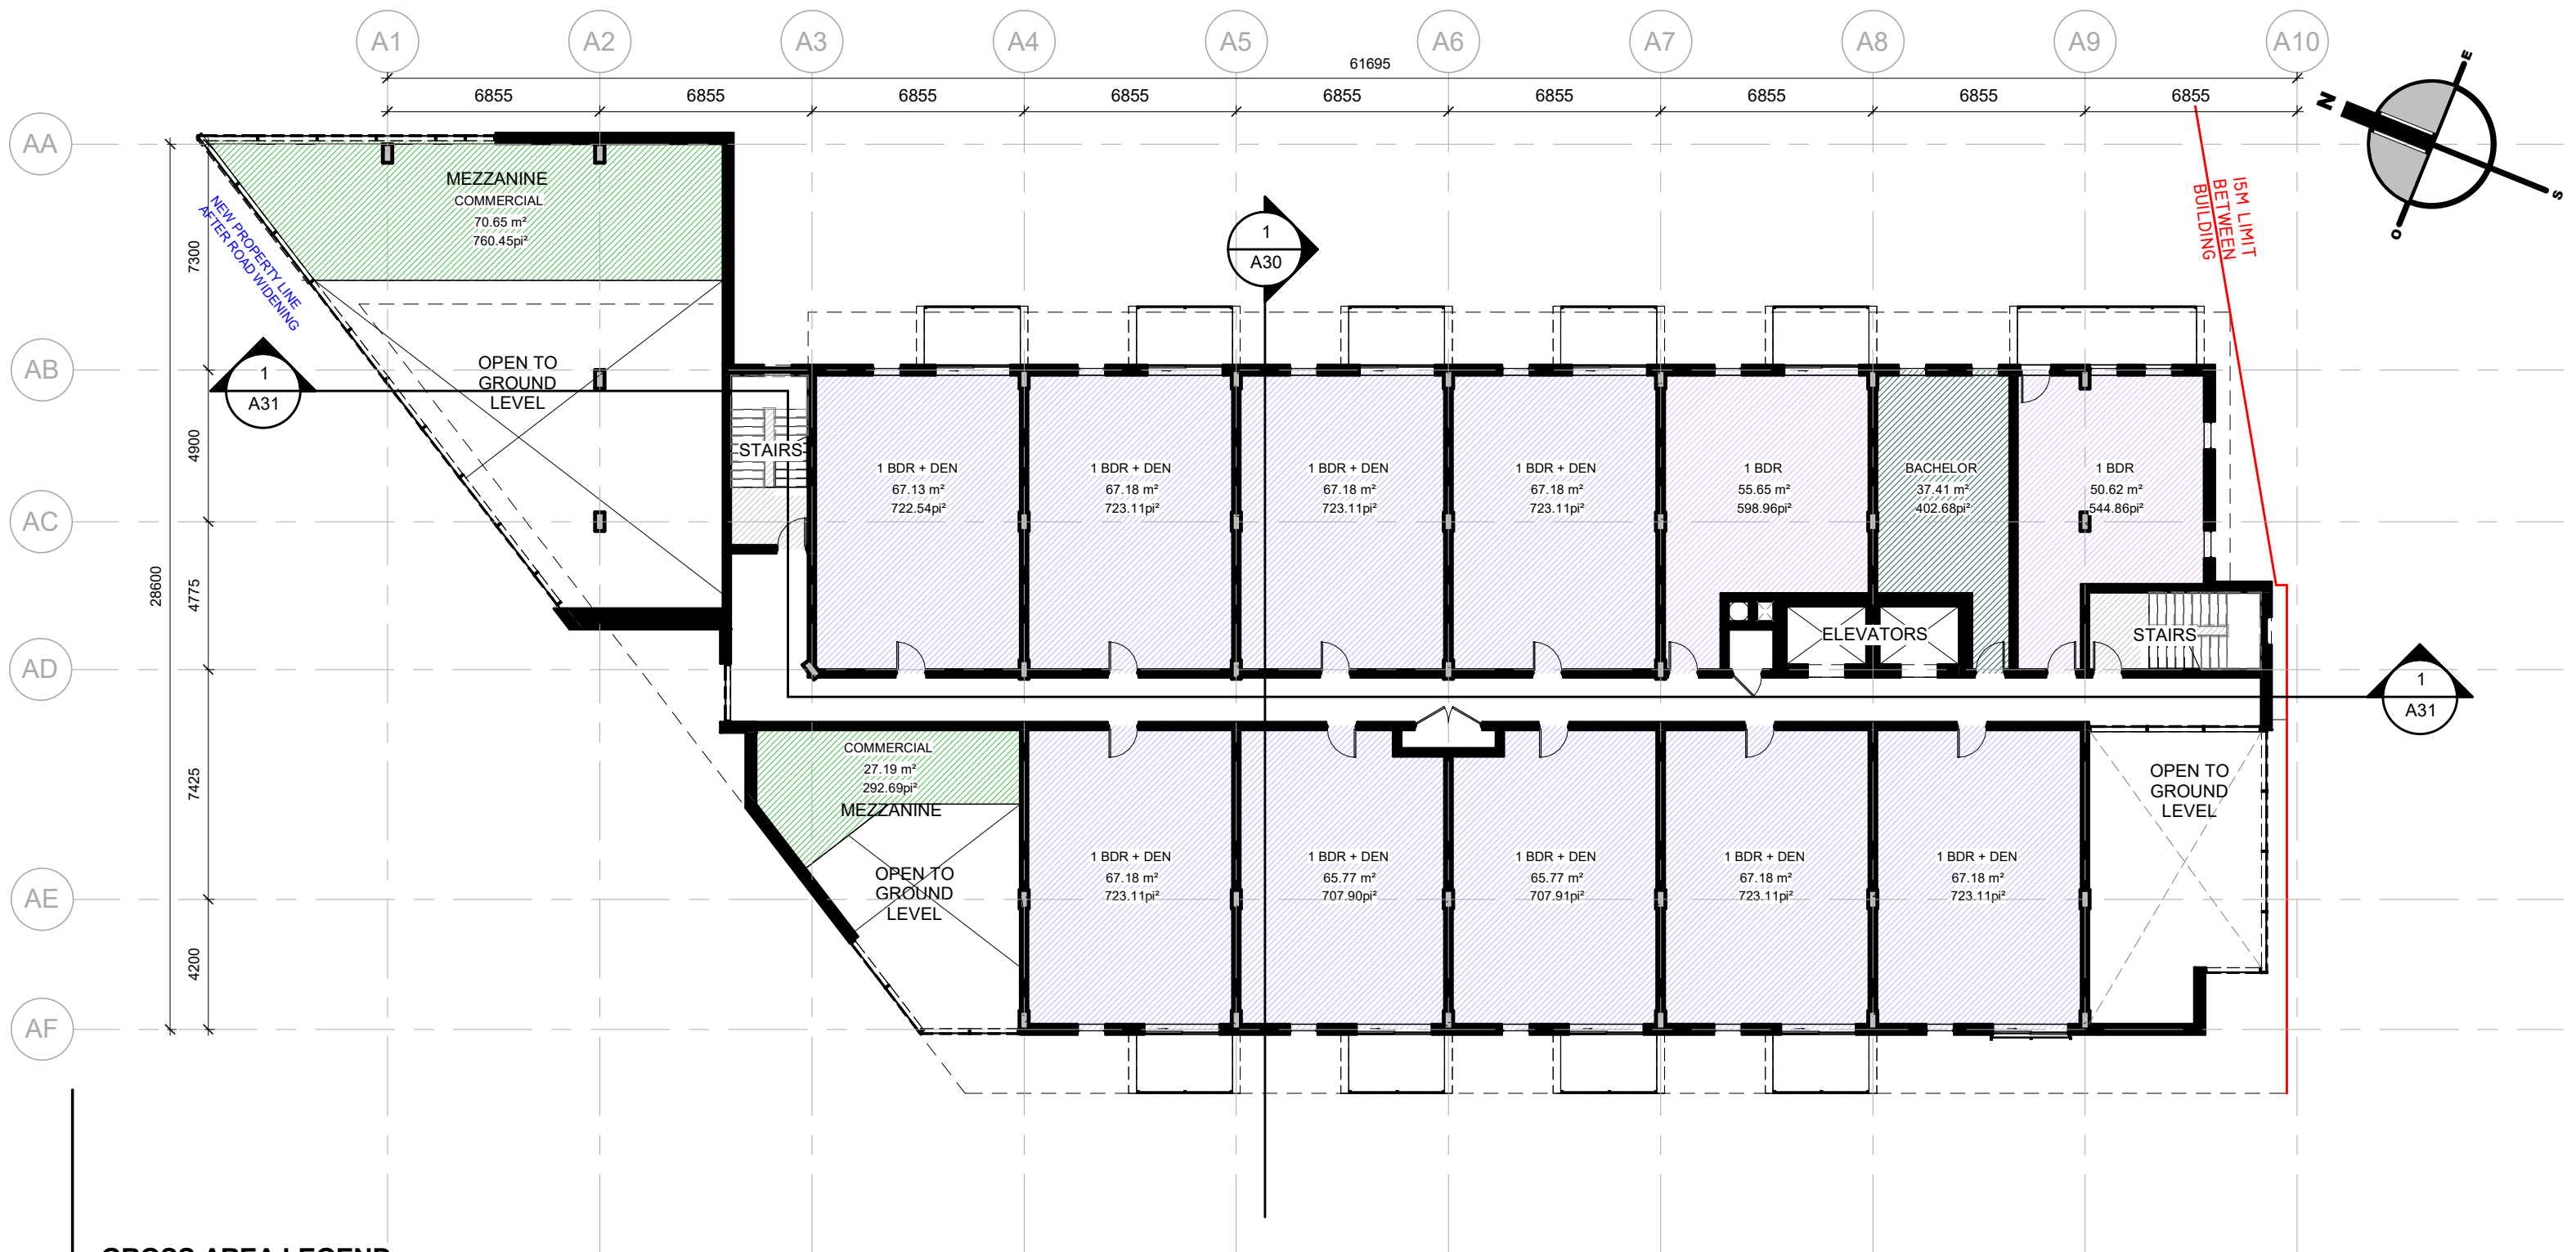 A1
A2
A3
A4
A5
A6
A7
A8
A9
A10
61695
6855
6855
6855
6855
6855
6855
6855
6855
6855
E
N
S
O
AA
AB
AC
AD
AE
AF
7300
4900
4775
7425
4200
28600
NEW PROPERTY LINE
AFTER ROAD WIDENING
15M LIMIT
BETWEEN
BUILDING
MEZZANINE
COMMERCIAL
70.65 m²
760.45pi²
1
A30
OPEN TO
GROUND
LEVEL
1
A31
STAIRS
1 BDR + DEN
67.13 m²
722.54pi²
1 BDR + DEN
67.18 m²
723.11pi²
1 BDR + DEN
67.18 m²
723.11pi²
1 BDR + DEN
67.18 m²
723.11pi²
1 BDR
55.65 m²
598.96pi²
BACHELOR
37.41 m²
402.68pi²
1 BDR
50.62 m²
544.86pi²
ELEVATORS
STAIRS
1
A31
COMMERCIAL
27.19 m²
292.69pi²
MEZZANINE
OPEN TO
GROUND
LEVEL
1 BDR + DEN
67.18 m²
723.11pi²
1 BDR + DEN
65.77 m²
707.90pi²
1 BDR + DEN
65.77 m²
707.91pi²
1 BDR + DEN
67.18 m²
723.11pi²
1 BDR + DEN
67.18 m²
723.11pi²
OPEN TO
GROUND
LEVEL
GROSS AREA LEGEND